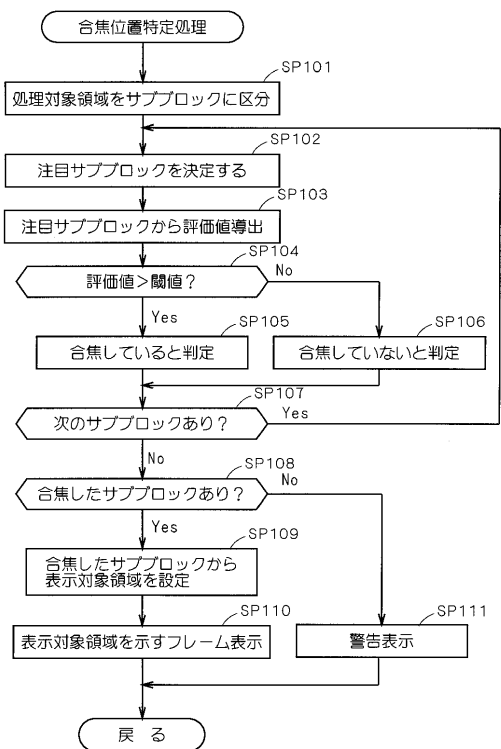 合焦位置特定処理
SP101
処理対象領域をサブブロックに区分
SP102
注目サブブロックを決定する
SP103
注目サブブロックから評価値導出
SP104
評価値＞閾値？
No
Yes
SP105
合焦していると判定
SP106
合焦していないと判定
SP107
次のサブブロックあり？
Yes
No
SP108
合焦したサブブロックあり？
No
Yes
SP109
合焦したサブブロックから
表示対象領域を設定
SP110
表示対象領域を示すフレーム表示
SP111
警告表示
戻る